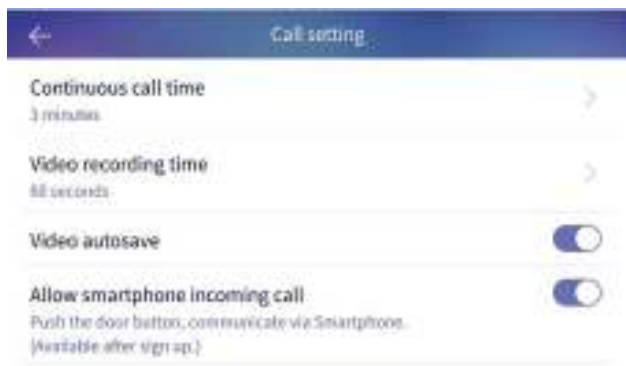 Call setting
Continuous call time
3 minutes
Video recording time
60 seconds
Video autosave
Allow smartphone incoming call
Push the door button, communicate via Smartphone.
(Available after sign up.)